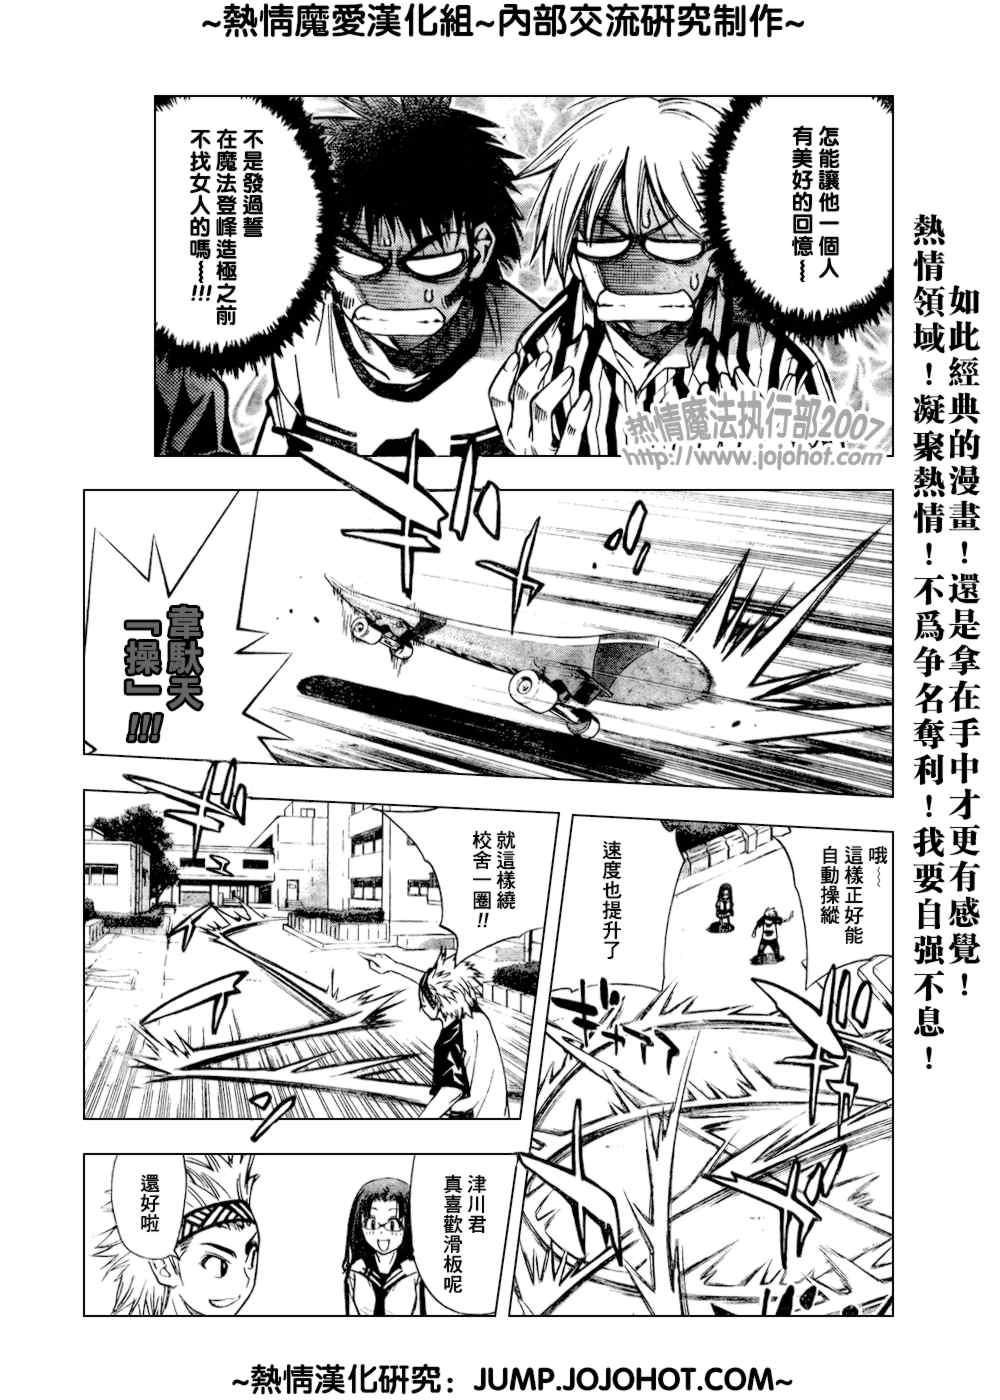 ~熱情魔愛漢化組~內部交流研究制作~
怎能讓他一個人
有美好的回憶~
不是發過誓
在魔法登峰造極之前
不找女人的嗎~!!!
熱情魔法执行部2007
http://www.jojohot.com
如此經典的漫畫！還是拿在手中才更有感覺！
熱情領域！凝聚熱情！不爲争名奪利！我要自强不息！
韋馱天
「操」!!!
哦~
這樣正好能
自動操縱
速度也提升了
就這樣繞
校舍一圈!!
津川君
真喜歡滑板呢
還好啦
~熱情漢化研究：JUMP.JOJOHOT.COM~